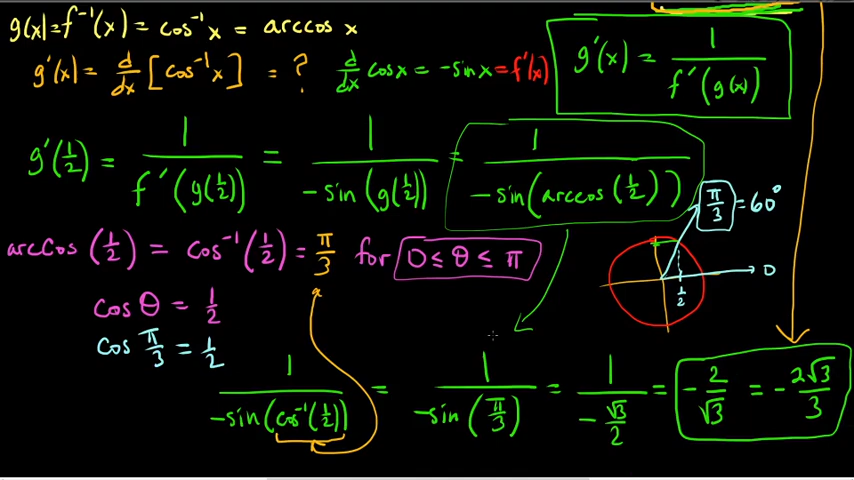 g(x) = f⁻¹(x) = cos⁻¹x = arccos x
g'(x) = d/dx [cos⁻¹x] = ? d/dx cosx = -sinx = f'(x)
g'(x) = 1/f'(g(x))
g'(1/2) = 1/f'(g(1/2)) = 1/-sin(g(1/2)) = 1/-sin(arccos(1/2))
π/3 = 60°
arccos(1/2) = cos⁻¹(1/2) = π/3 for 0 ≤ θ ≤ π
0
1/2
cos θ = 1/2
cos π/3 = 1/2
1/-sin(cos⁻¹(1/2)) = 1/-sin(π/3) = 1/-√3/2 = -2/√3 = -2√3/3